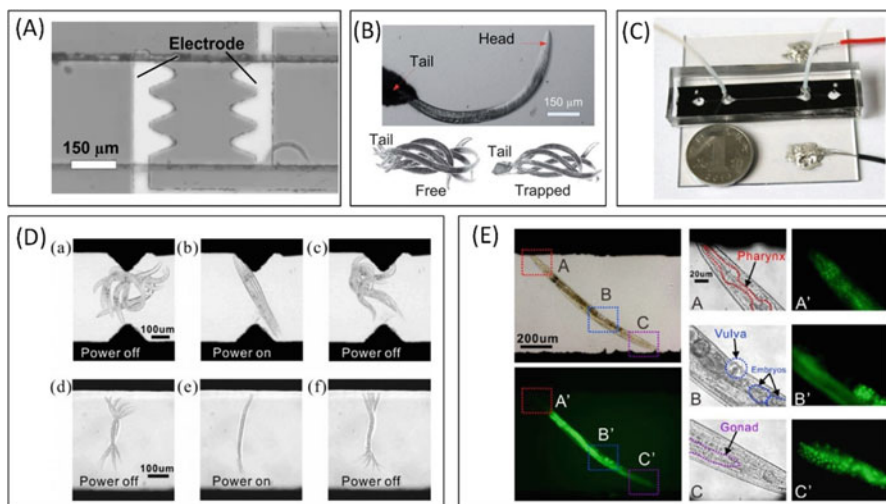 (A)
Electrode
150 μm
(B)
Head
Tail
150 μm
Tail
Tail
Free
Trapped
(C)
(D)
(a)
(b)
(c)
100um
Power off
Power on
Power off
(d)
(e)
(f)
100um
Power off
Power on
Power off
(E)
A
B
C
200um
A'
B'
C'
20um
Pharynx
A
A'
Vulva
Embryos
B
B'
Gonad
C
C'